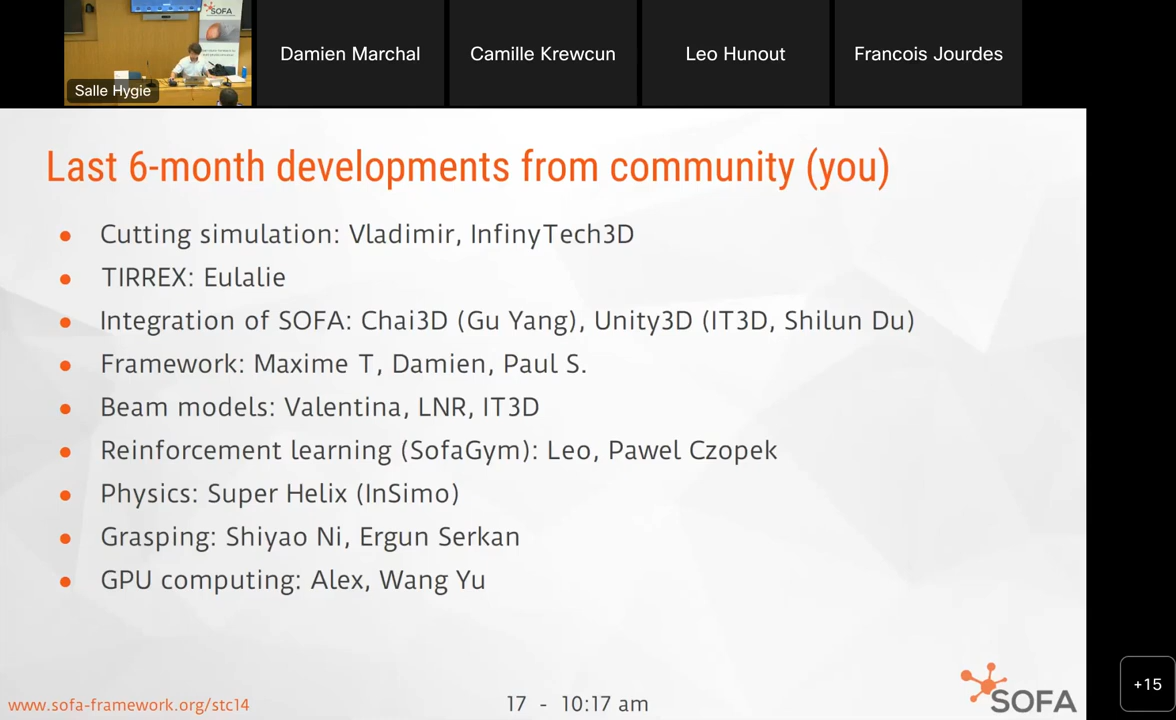 SOFA
Salle Hygie
Damien Marchal
Camille Krewcun
Leo Hunout
Francois Jourdes
Last 6-month developments from community (you)
• Cutting simulation: Vladimir, InfinyTech3D
• TIRREX: Eulalie
• Integration of SOFA: Chai3D (Gu Yang), Unity3D (IT3D, Shilun Du)
• Framework: Maxime T, Damien, Paul S.
• Beam models: Valentina, LNR, IT3D
• Reinforcement learning (SofaGym): Leo, Pawel Czopek
• Physics: Super Helix (InSimo)
• Grasping: Shiyao Ni, Ergun Serkan
• GPU computing: Alex, Wang Yu
www.sofa-framework.org/stc14
17 - 10:17 am
SOFA
+15